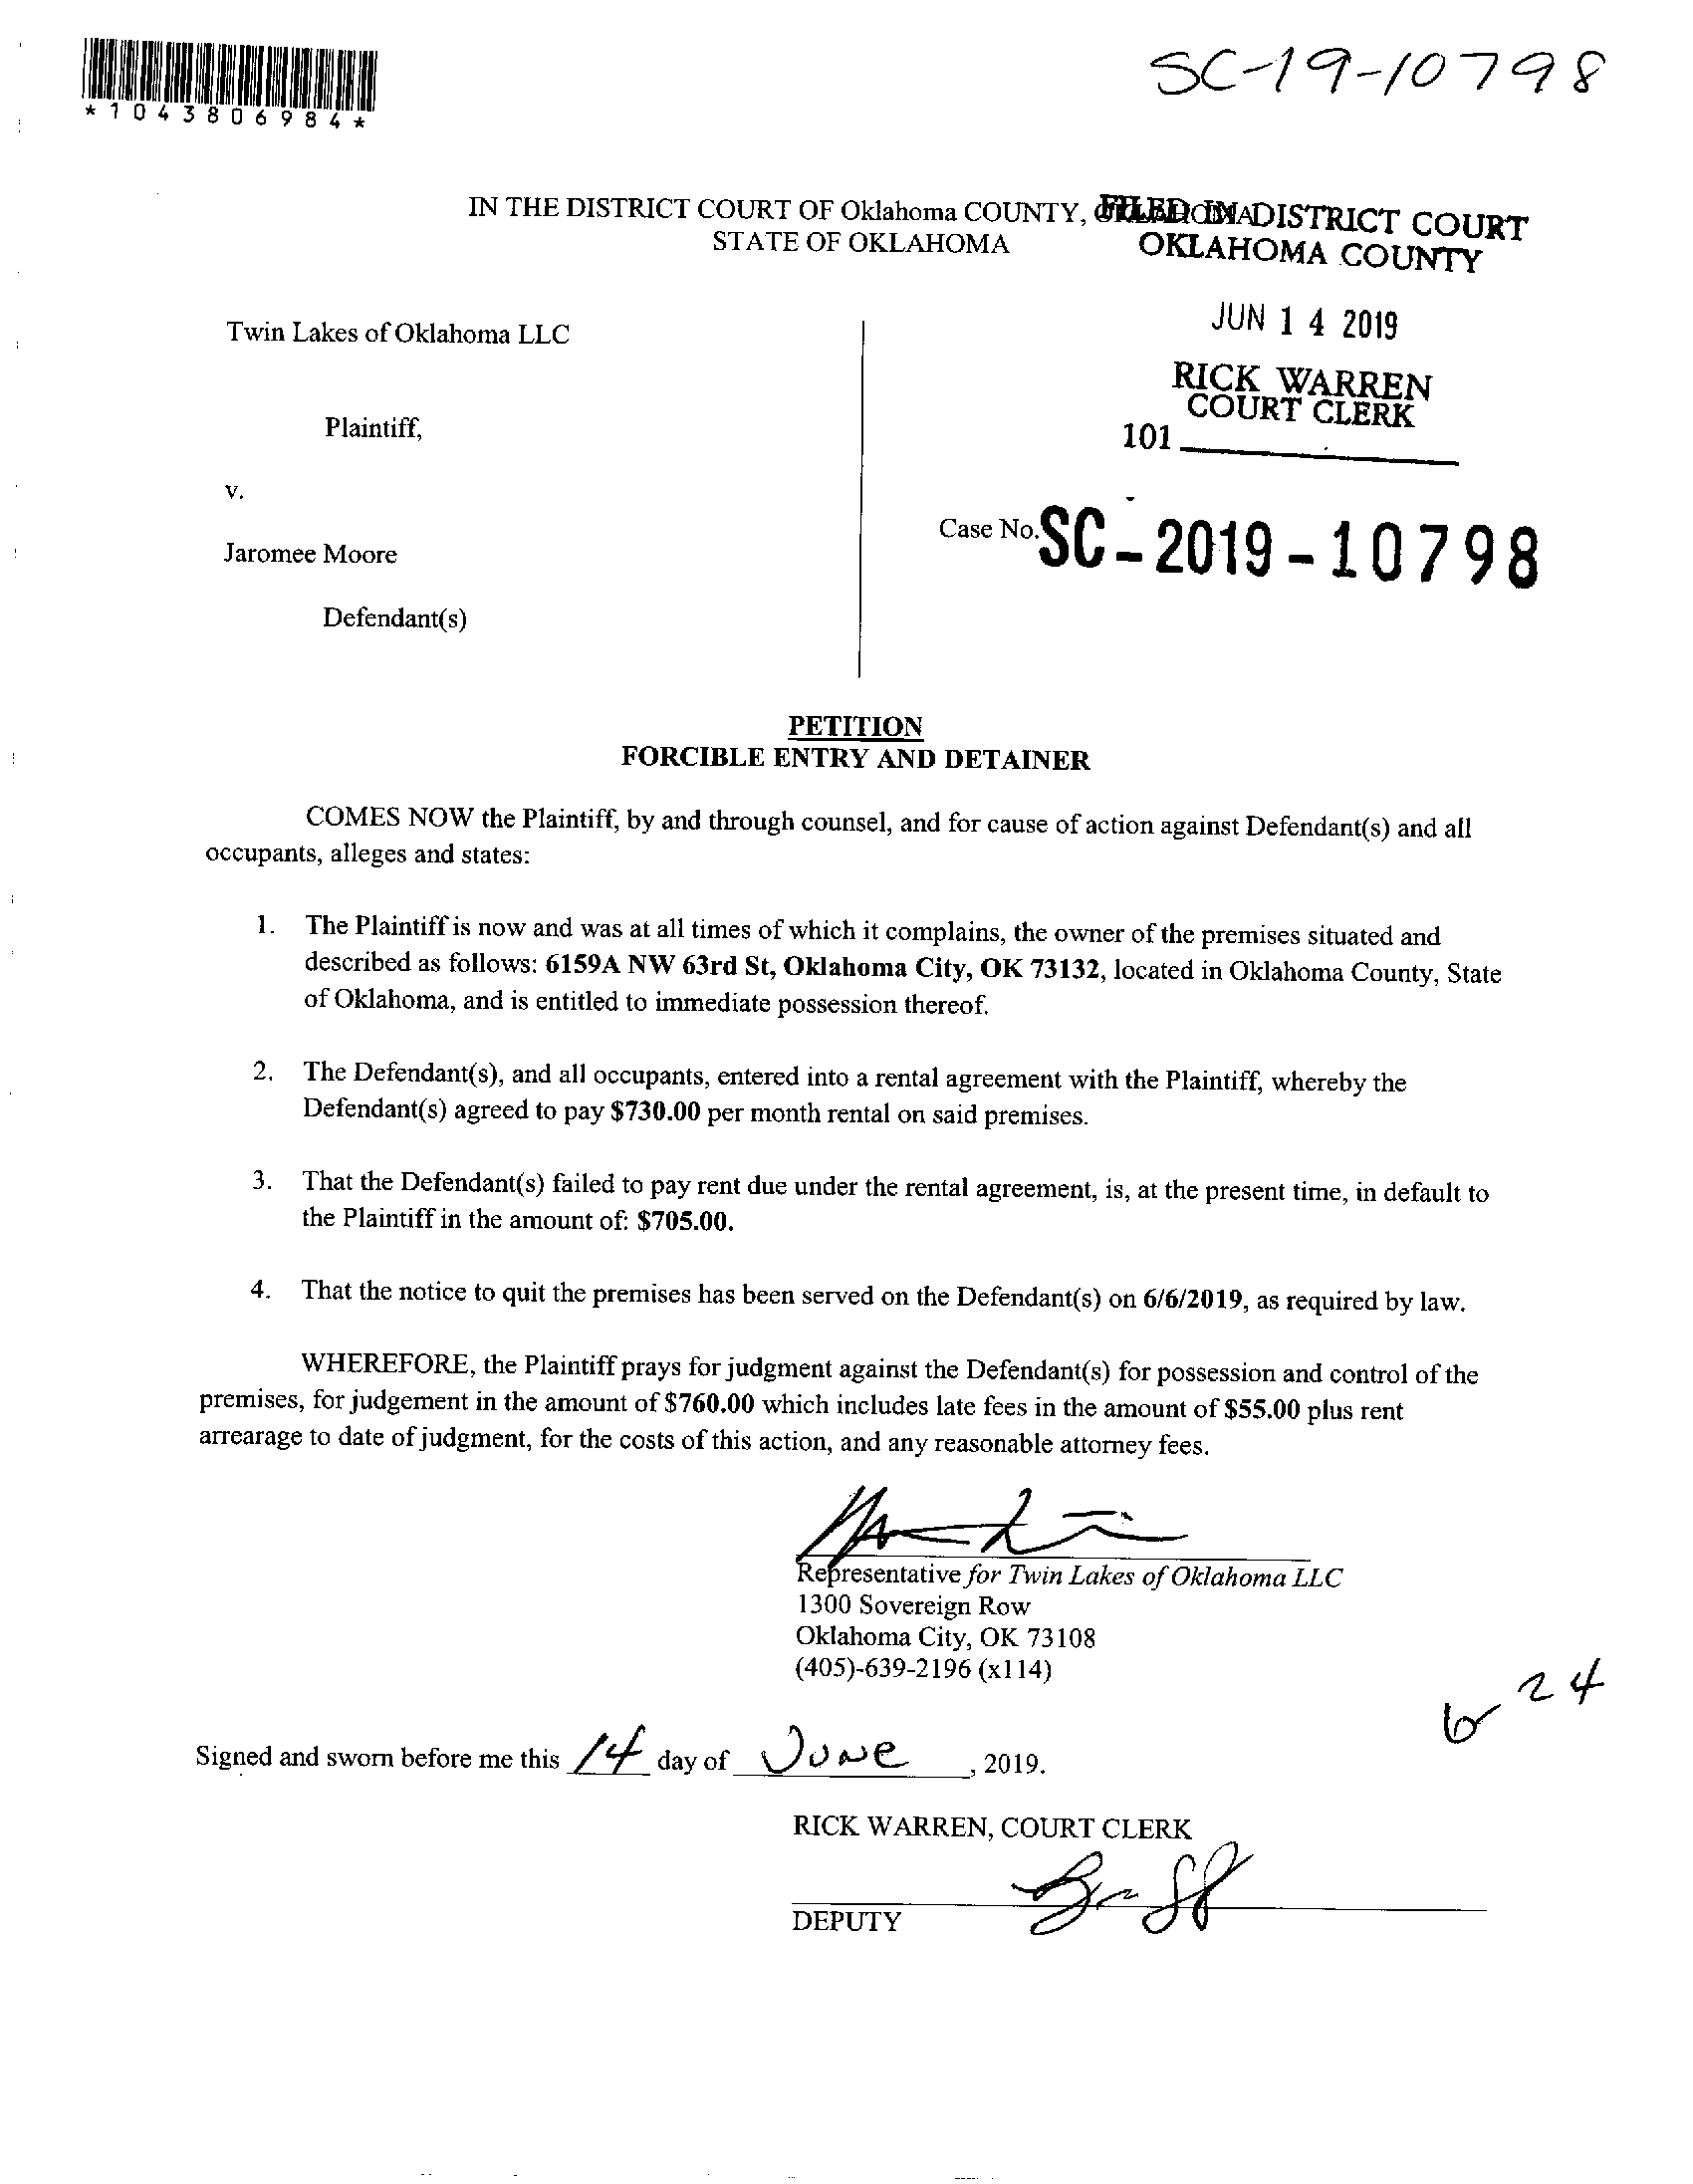 SC-19-10798
*1043806984*
IN THE DISTRICT COURT OF Oklahoma COUNTY, OKLAHOMA
STATE OF OKLAHOMA
FILED IN DISTRICT COURT
OKLAHOMA COUNTY
JUN 14 2019
RICK WARREN
COURT CLERK
101
Twin Lakes of Oklahoma LLC
Plaintiff,
v.
Jaromee Moore
Defendant(s)
Case No. SC-2019-10798
PETITION
FORCIBLE ENTRY AND DETAINER
COMES NOW the Plaintiff, by and through counsel, and for cause of action against Defendant(s) and all
occupants, alleges and states:
1. The Plaintiff is now and was at all times of which it complains, the owner of the premises situated and
described as follows: 6159A NW 63rd St, Oklahoma City, OK 73132, located in Oklahoma County, State
of Oklahoma, and is entitled to immediate possession thereof.
2. The Defendant(s), and all occupants, entered into a rental agreement with the Plaintiff, whereby the
Defendant(s) agreed to pay $730.00 per month rental on said premises.
3. That the Defendant(s) failed to pay rent due under the rental agreement, is, at the present time, in default to
the Plaintiff in the amount of: $705.00.
4. That the notice to quit the premises has been served on the Defendant(s) on 6/6/2019, as required by law.
WHEREFORE, the Plaintiff prays for judgment against the Defendant(s) for possession and control of the
premises, for judgement in the amount of $760.00 which includes late fees in the amount of $55.00 plus rent
arrearage to date of judgment, for the costs of this action, and any reasonable attorney fees.
Representative for Twin Lakes of Oklahoma LLC
1300 Sovereign Row
Oklahoma City, OK 73108
(405)-639-2196 (x114)
6-24
Signed and sworn before me this 14 day of June, 2019.
RICK WARREN, COURT CLERK
DEPUTY